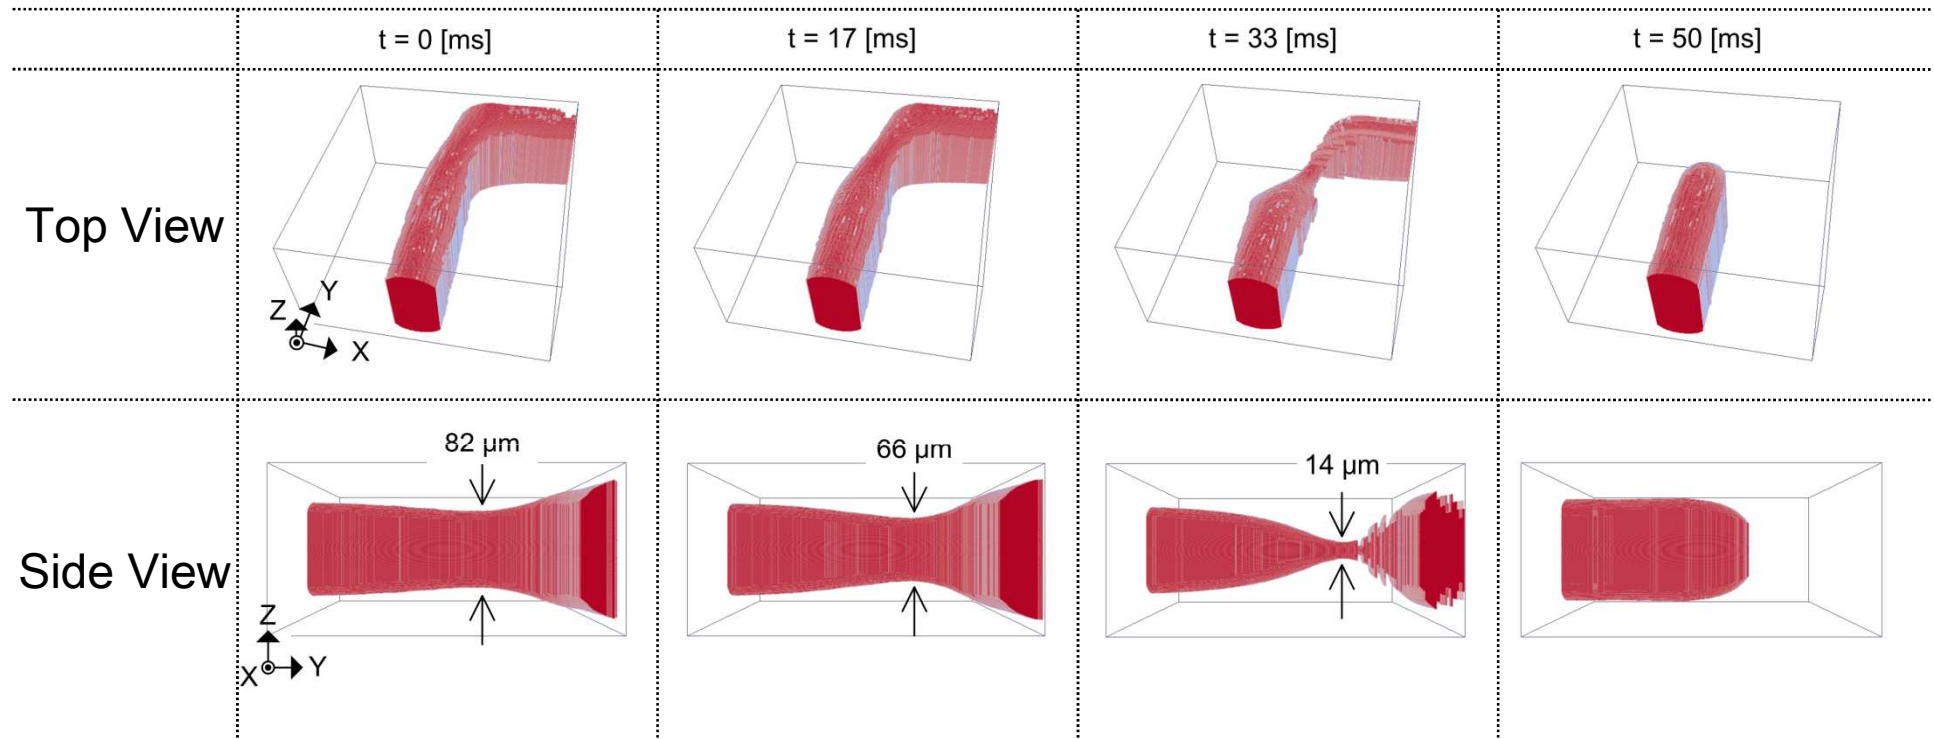 t = 0 [ms]
t = 17 [ms]
t = 33 [ms]
t = 50 [ms]
Top View
Z
Y
X
Side View
82 µm
66 µm
14 µm
Z
X
Y